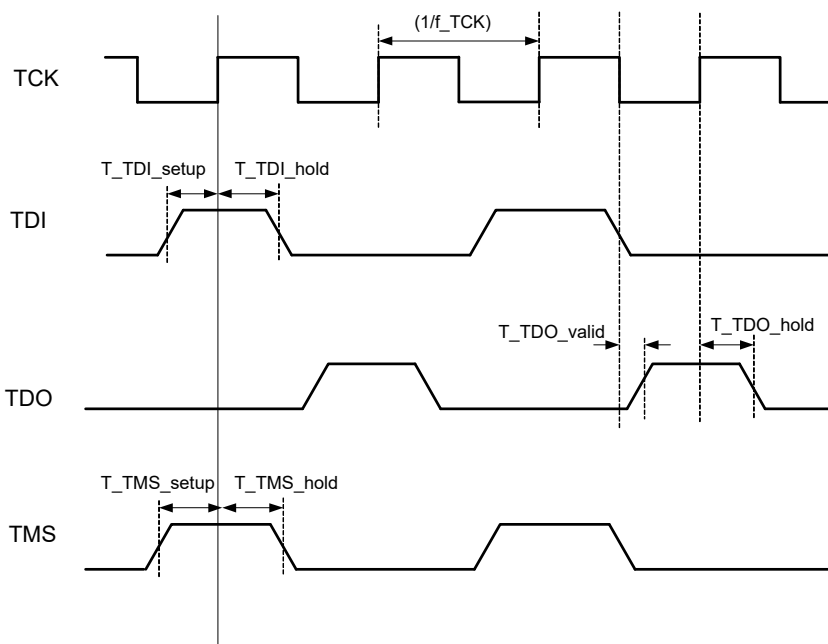 (1/f_TCK)
TCK
T_TDI_setup T_TDI_hold
TDI
T_TDO_valid T_TDO_hold
TDO
T_TMS_setup T_TMS_hold
TMS